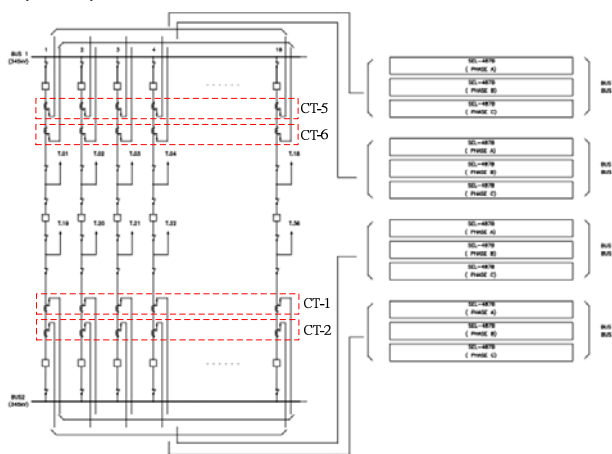 BUS 1
(345kV)
1 2 3 4 18
CT-5
CT-6
T.01 T.02 T.03 T.04 T.18
T.19 T.20 T.21 T.22 T.36
CT-1
CT-2
BUS2
(345kV)
SEL-487B
( PHASE A)
SEL-487B
( PHASE B)
SEL-487B
( PHASE C)
BUS
BUS
SEL-487B
( PHASE A)
SEL-487B
( PHASE B)
SEL-487B
( PHASE C)
BUS
BUS
SEL-487B
( PHASE A)
SEL-487B
( PHASE B)
SEL-487B
( PHASE C)
BUS
BUS
SEL-487B
( PHASE A)
SEL-487B
( PHASE B)
SEL-487B
( PHASE C)
BUS
BUS